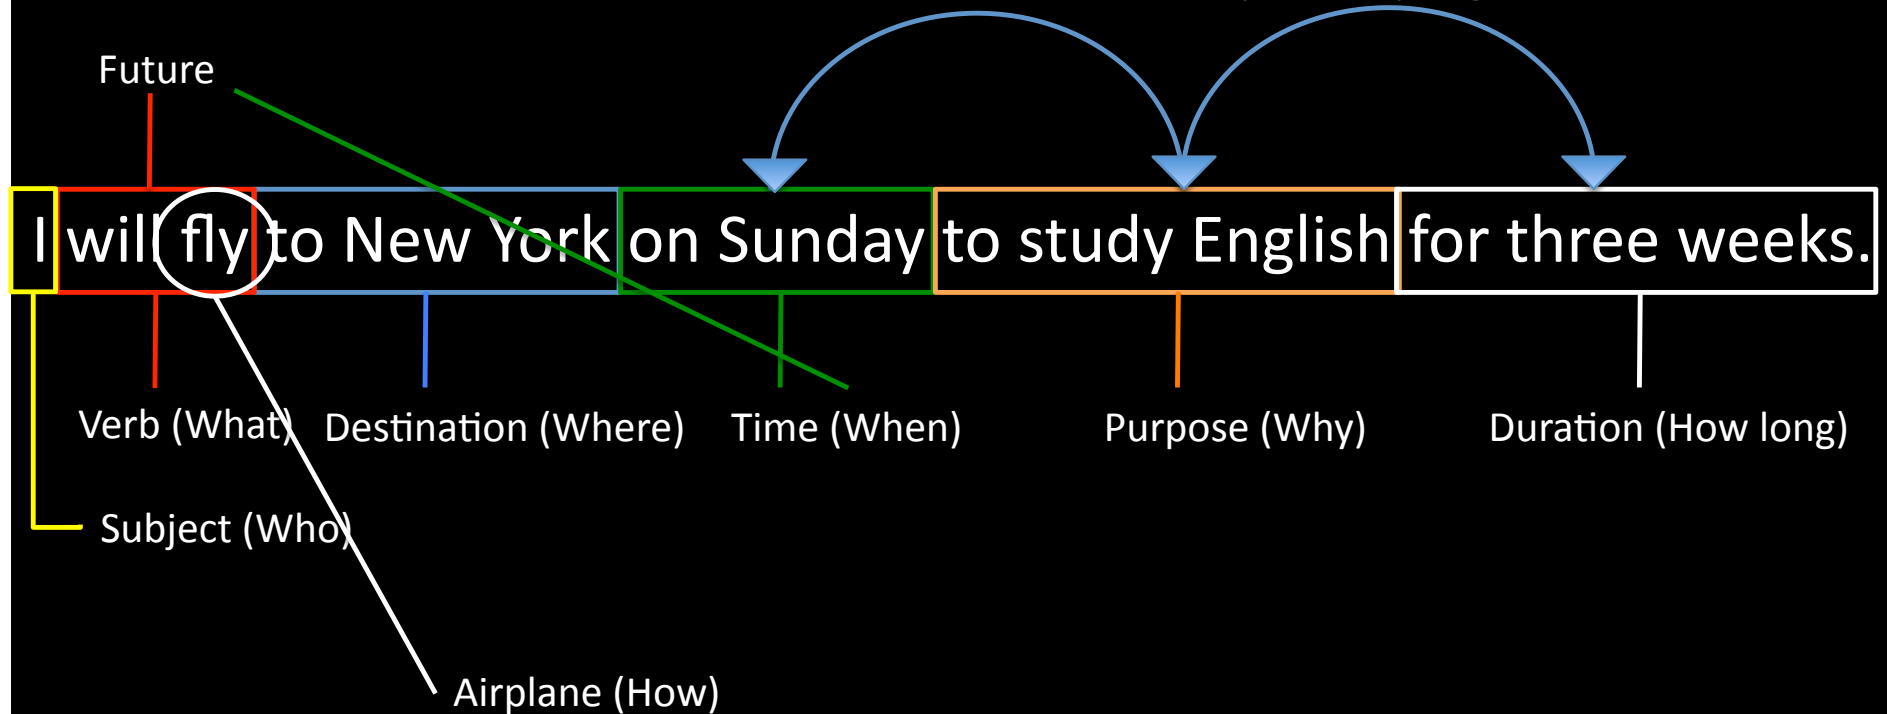 Future
I will fly to New York on Sunday to study English for three weeks.
Verb (What) Destination (Where) Time (When) Purpose (Why) Duration (How long)
Subject (Who)
Airplane (How)